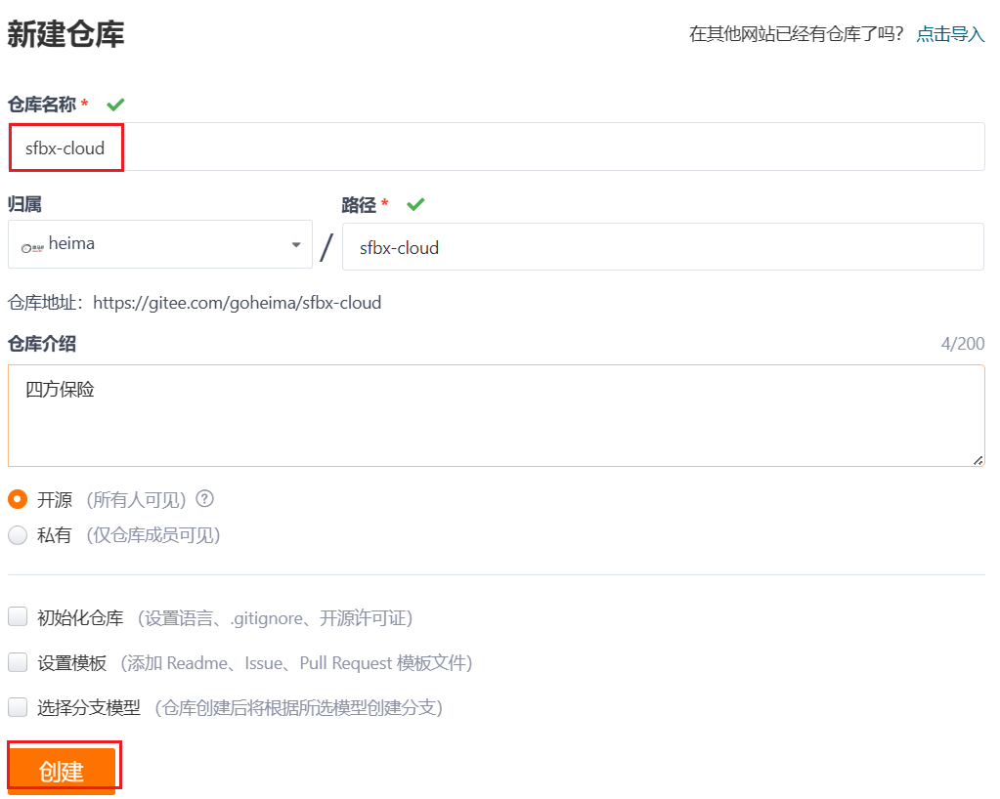 新建仓库
在其他网站已经有仓库了吗？ 点击导入
仓库名称 *
sfbx-cloud
归属
路径 *
heima
/
sfbx-cloud
仓库地址：https://gitee.com/goheima/sfbx-cloud
仓库介绍
4/200
四方保险
开源 （所有人可见） ?
私有 （仅仓库成员可见）
初始化仓库 （设置语言、.gitignore、开源许可证）
设置模板 （添加 Readme、Issue、Pull Request 模板文件）
选择分支模型 （仓库创建后将根据所选模型创建分支）
创建